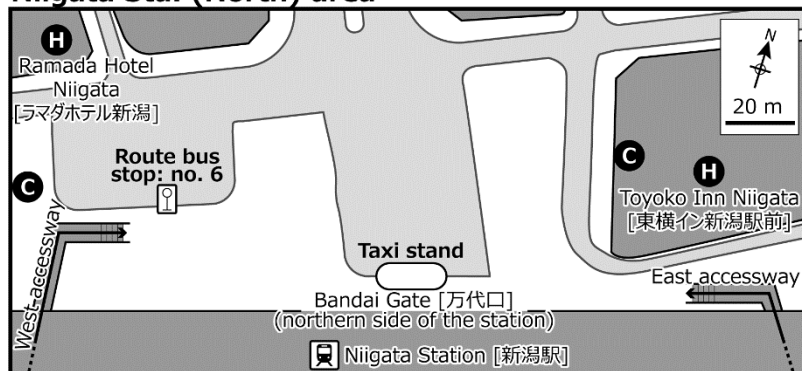 Niigata Sta. (North) area
H
Ramada Hotel
Niigata
[ラマダホテル新潟]
N
20 m
C
Route bus
stop: no. 6
C
H
Toyoko Inn Niigata
[東横イン新潟駅前]
West accessway
Taxi stand
East accessway
Bandai Gate [万代口]
(northern side of the station)
Niigata Station [新潟駅]